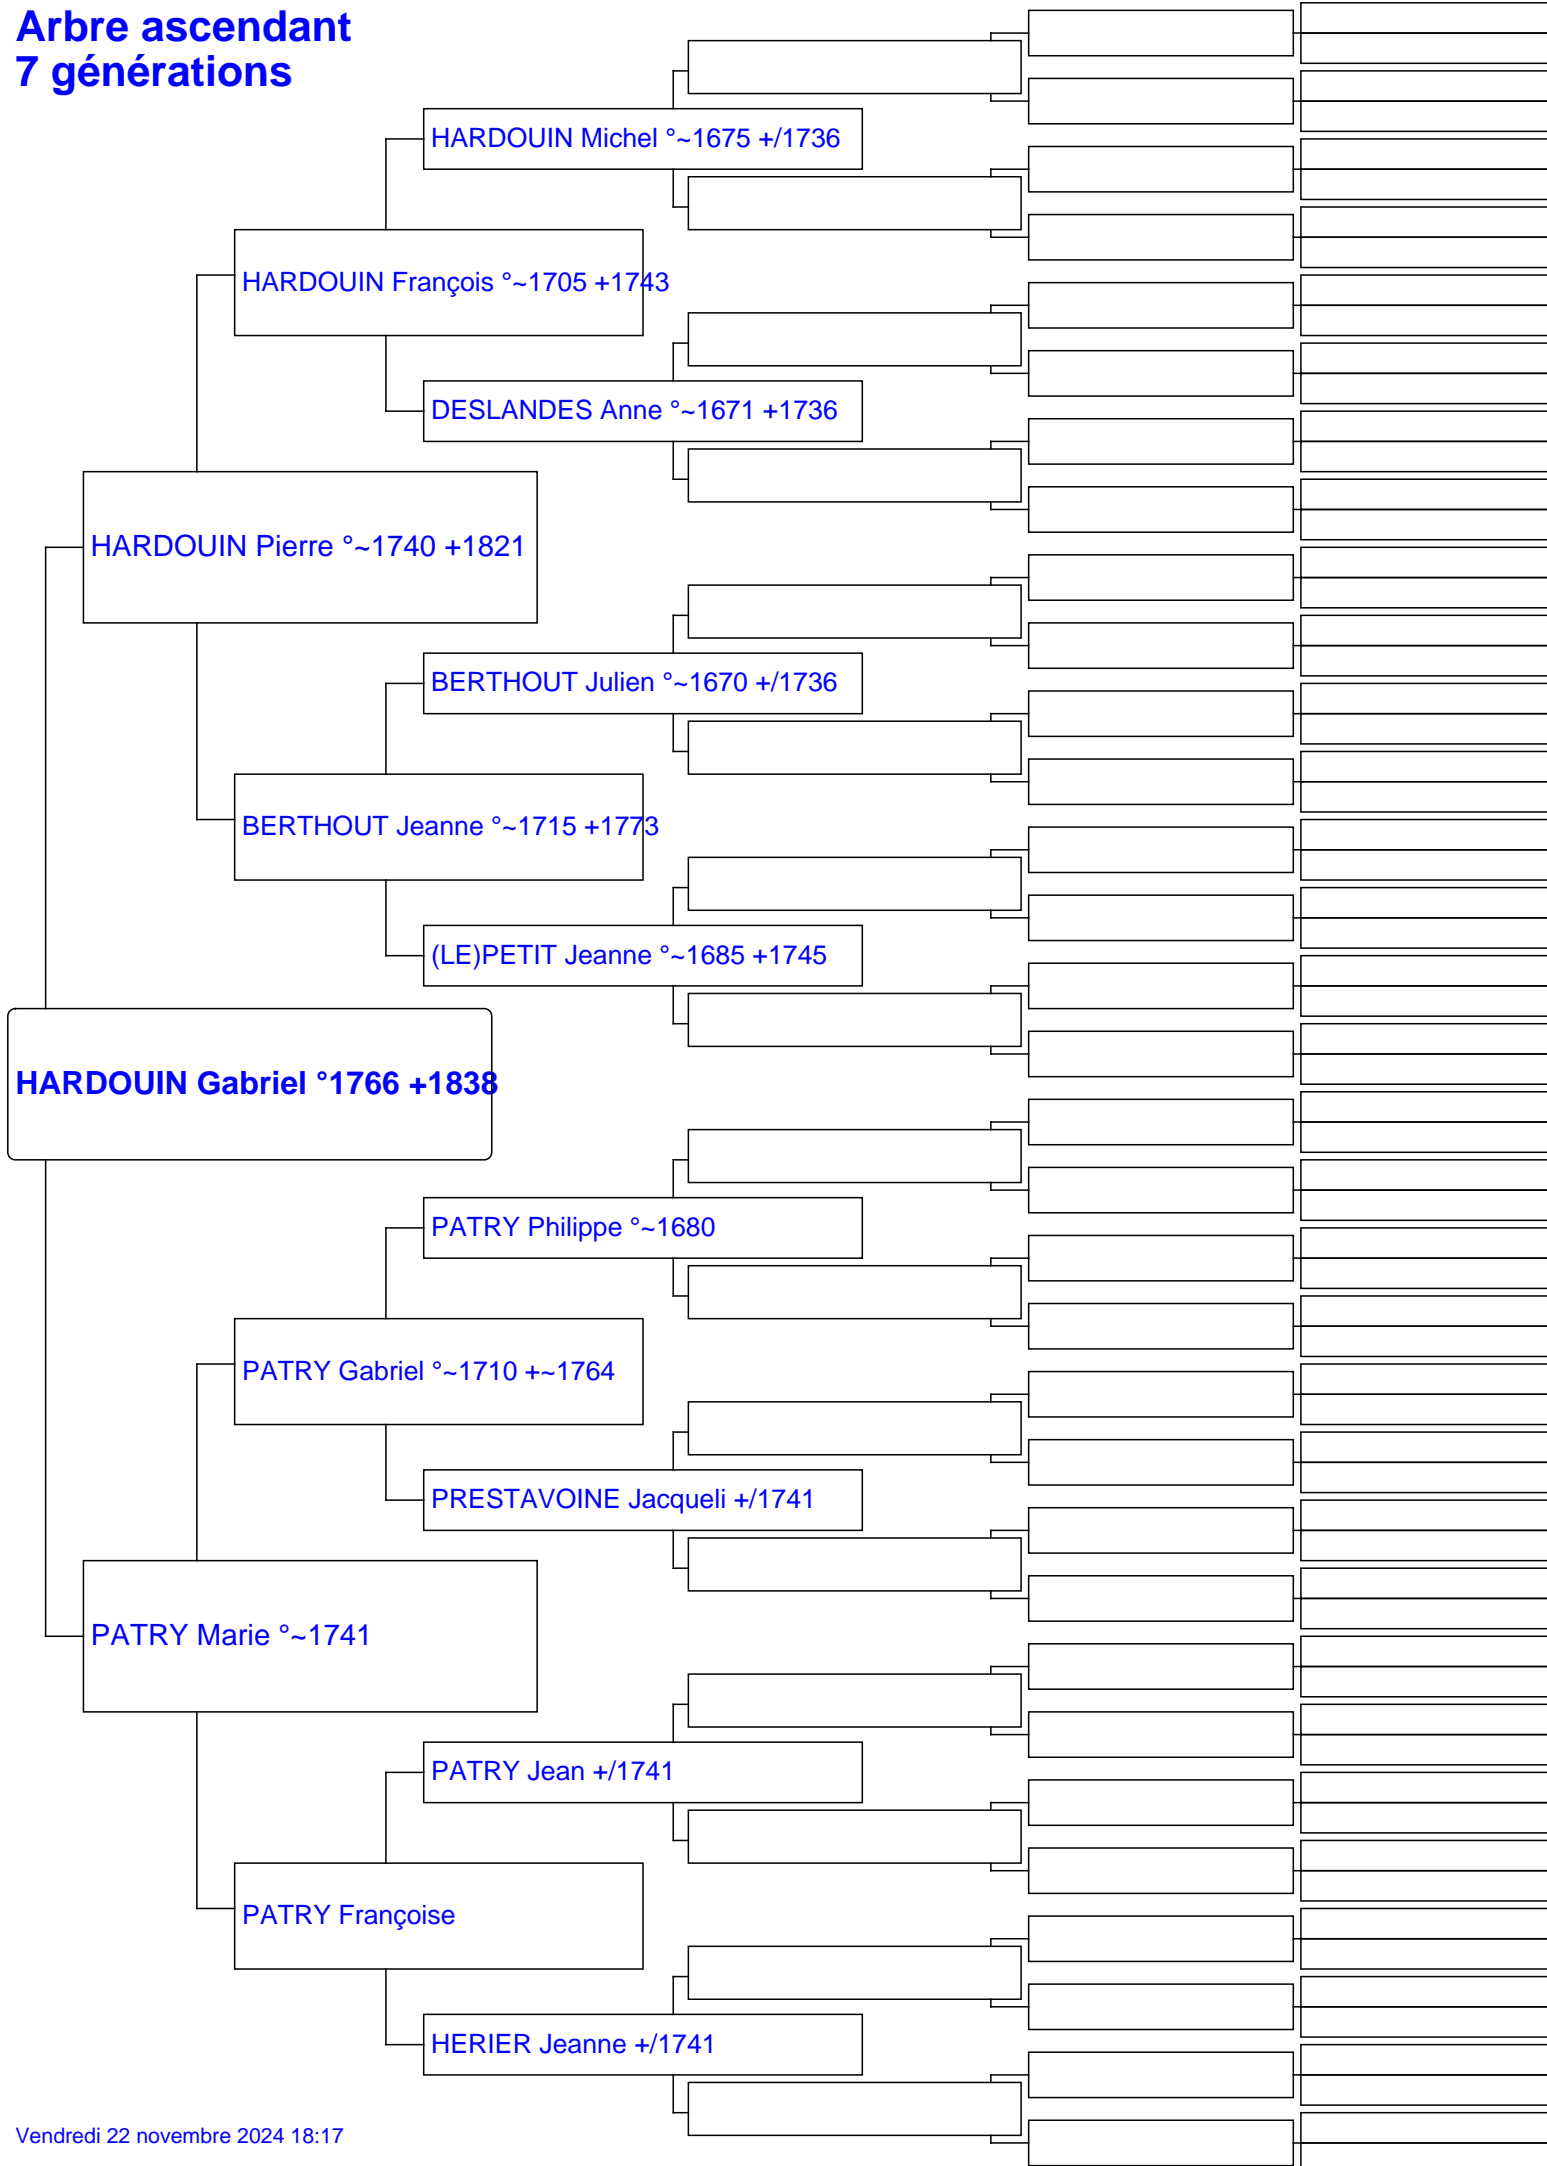 Arbre ascendant
7 générations
HARDOUIN Michel °~1675 +/1736
HARDOUIN François °~1705 +1743
DESLANDES Anne °~1671 +1736
HARDOUIN Pierre °~1740 +1821
BERTHOUT Julien °~1670 +/1736
BERTHOUT Jeanne °~1715 +1773
(LE)PETIT Jeanne °~1685 +1745
HARDOUIN Gabriel °1766 +1838
PATRY Philippe °~1680
PATRY Gabriel °~1710 +~1764
PRESTAVOINE Jacqueli +/1741
PATRY Marie °~1741
PATRY Jean +/1741
PATRY Françoise
HERIER Jeanne +/1741
Vendredi 22 novembre 2024 18:17